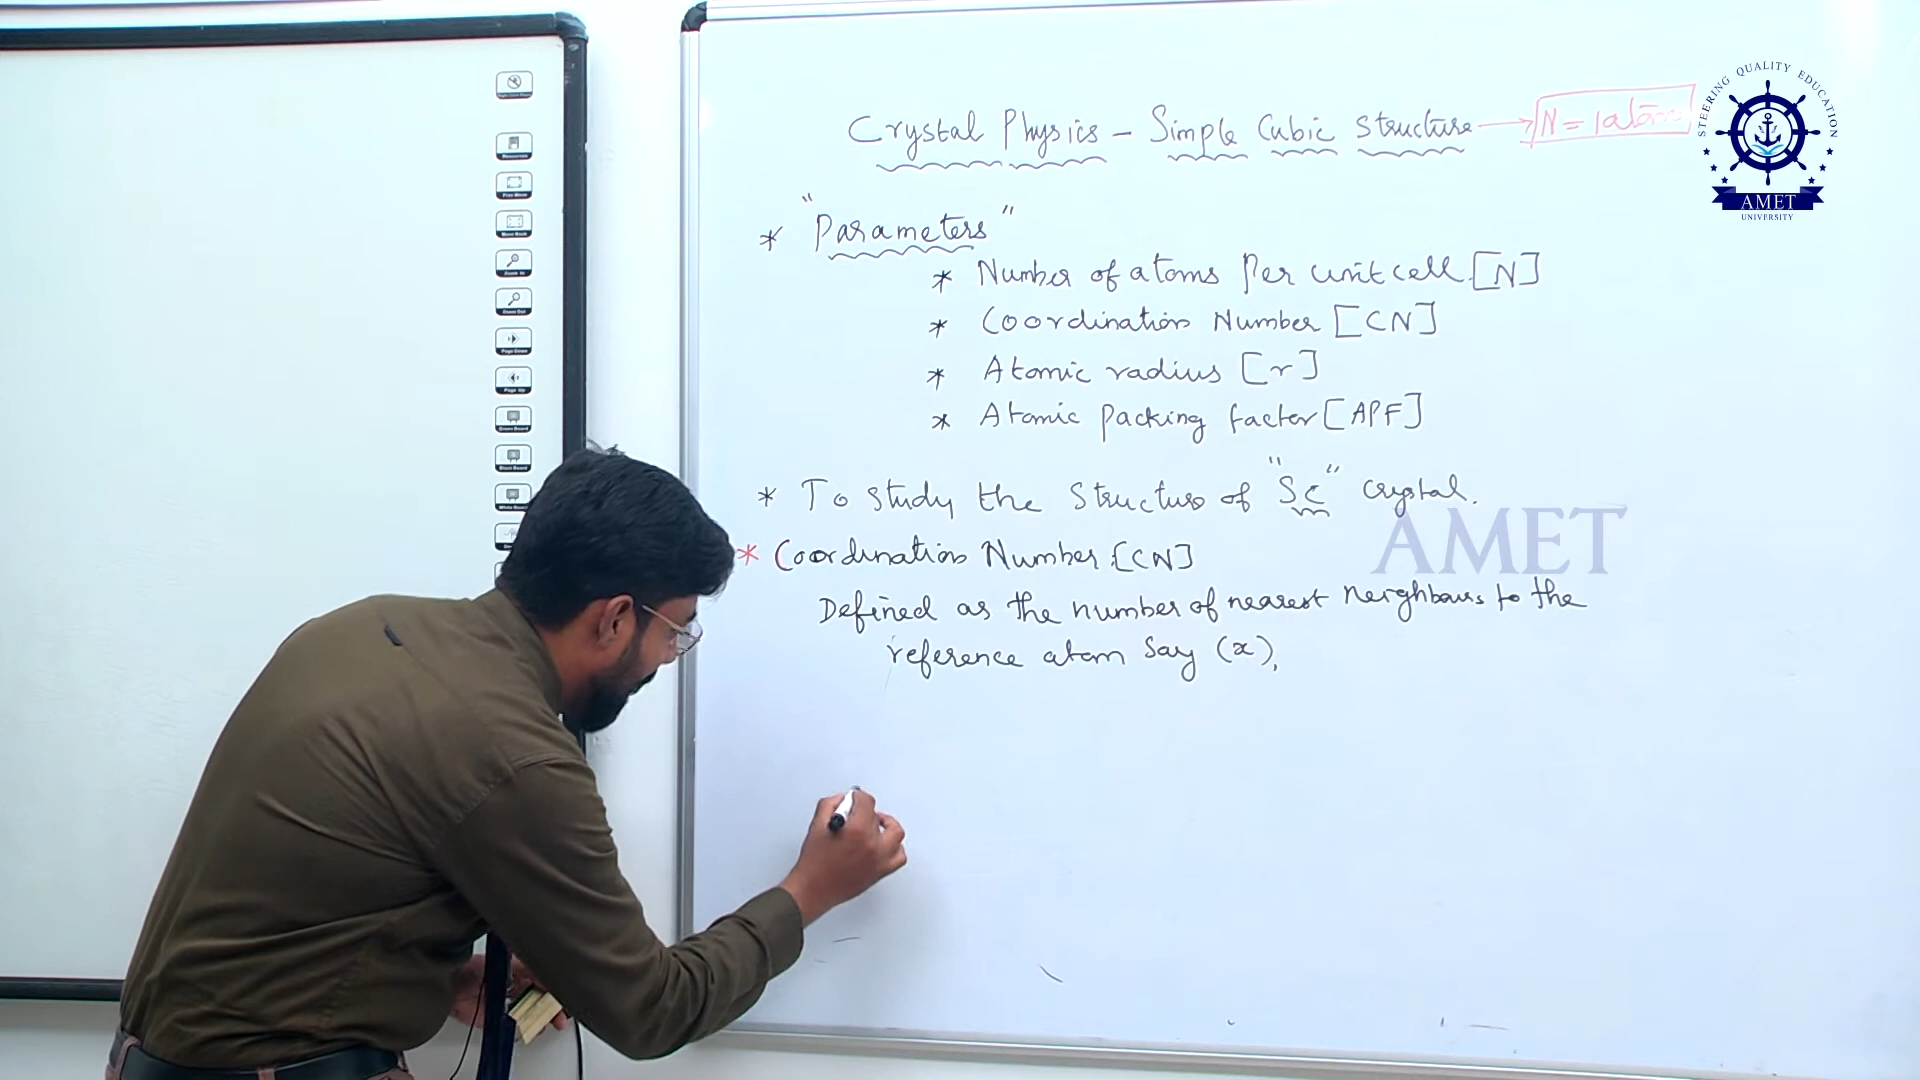 Crystal Physics - Simple Cubic Structure → N = 1 atom
STEERING QUALITY EDUCATION
AMET
UNIVERSITY
* "Parameters"
* Number of atoms Per unit cell [N]
* Coordination Number [CN]
* Atomic radius [r]
* Atomic packing factor [APF]
* To study the structure of "SC" crystal.
AMET
* Coordination Number [CN]
Defined as the number of nearest neighbours to the
reference atom say (x),